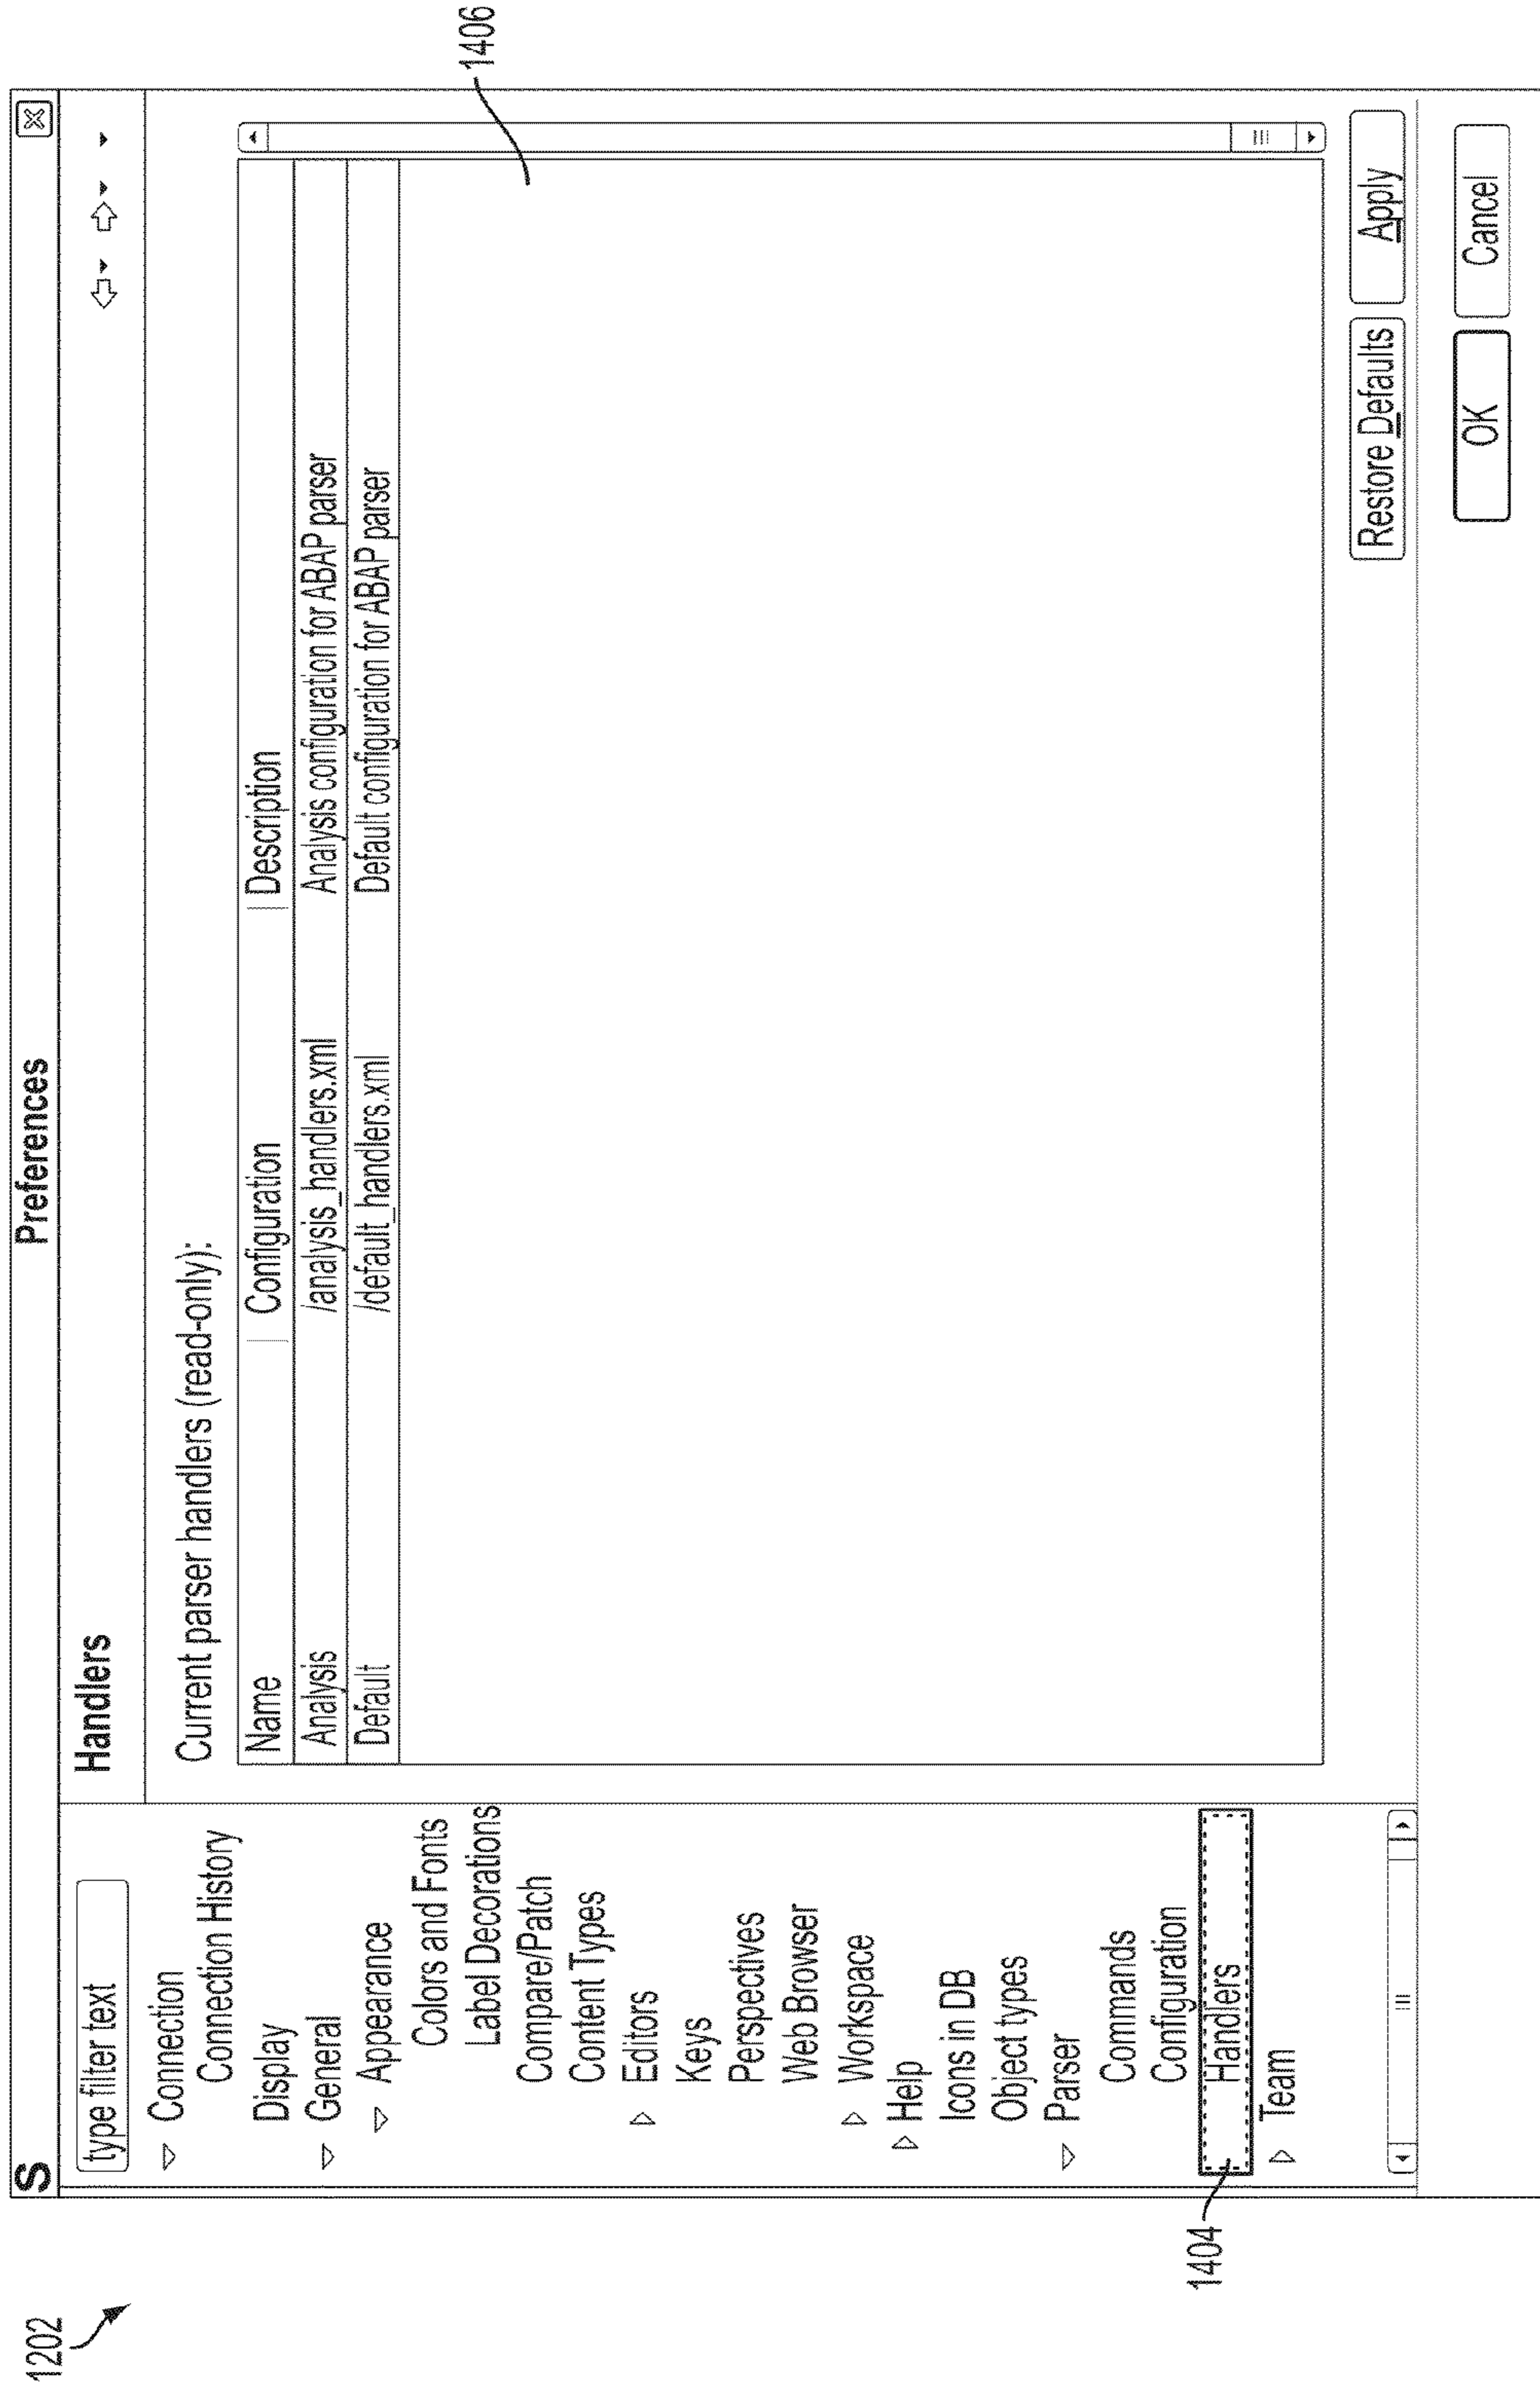 1202
S
Preferences
type filter text
Connection
Connection History
Display
General
Appearance
Colors and Fonts
Label Decorations
Compare/Patch
Content Types
Editors
Keys
Perspectives
Web Browser
Workspace
Help
Icons in DB
Object types
Parser
Commands
Configuration
Handlers
Team
1404
Handlers
Current parser handlers (read-only):
Name Configuration Description
Analysis /analysis_handlers.xml Analysis configuration for ABAP parser
Default /default_handlers.xml Default configuration for ABAP parser
1406
Restore Defaults Apply
OK Cancel